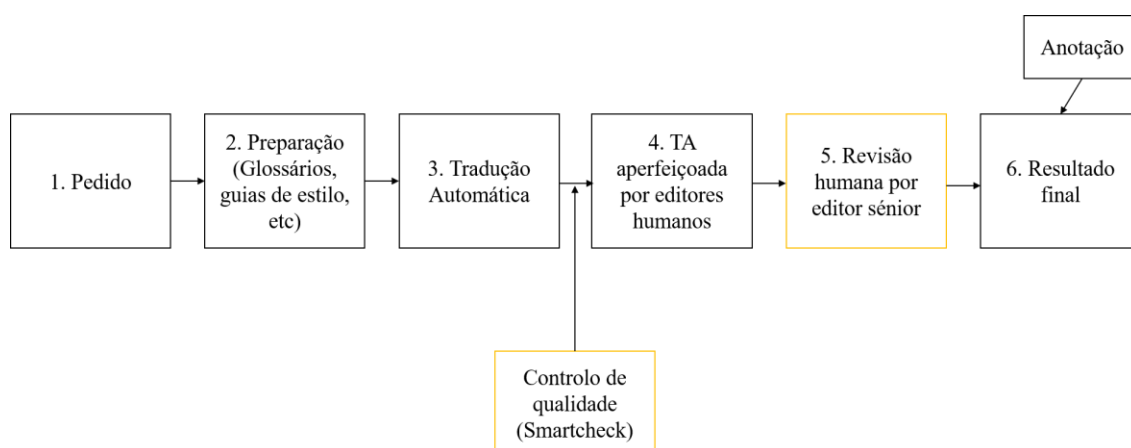 Anotação
1. Pedido
2. Preparação
(Glossários,
guias de estilo,
etc)
3. Tradução
Automática
4. TA
aperfeiçoada
por editores
humanos
5. Revisão
humana por
editor sénior
6. Resultado
final
Controlo de
qualidade
(Smartcheck)